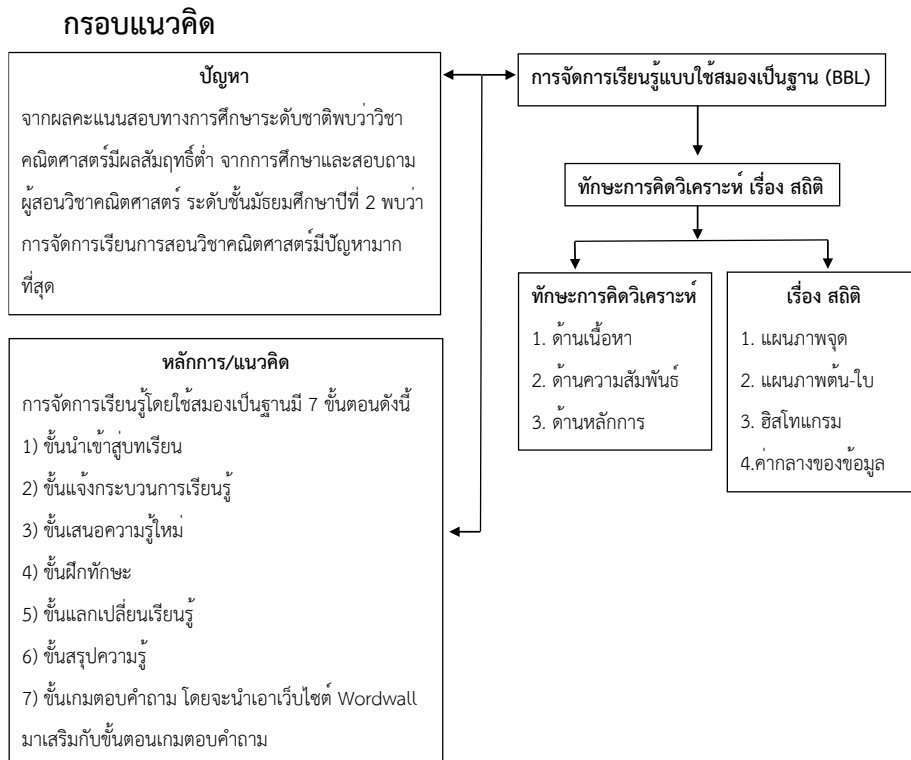 กรอบแนวคิด
ปัญหา
จากผลคะแนนสอบทางการศึกษาระดับชาติพบว่าวิชา
คณิตศาสตร์มีผลสัมฤทธิ์ต่ำ จากการศึกษาและสอบถาม
ผู้สอนวิชาคณิตศาสตร์ ระดับชั้นมัธยมศึกษาปีที่ 2 พบว่า
การจัดการเรียนการสอนวิชาคณิตศาสตร์มีปัญหามาก
ที่สุด
หลักการ/แนวคิด
การจัดการเรียนรู้โดยใช้สมองเป็นฐานมี 7 ขั้นตอนดังนี้
1) ขั้นนำเข้าสู่บทเรียน
2) ขั้นแจ้งกระบวนการเรียนรู้
3) ขั้นเสนอความรู้ใหม่
4) ขั้นฝึกทักษะ
5) ขั้นแลกเปลี่ยนเรียนรู้
6) ขั้นสรุปความรู้
7) ขั้นเกมตอบคำถาม โดยจะนำเอาเว็บไซต์ Wordwall
มาเสริมกับขั้นตอนเกมตอบคำถาม
การจัดการเรียนรู้แบบใช้สมองเป็นฐาน (BBL)
ทักษะการคิดวิเคราะห์ เรื่อง สถิติ
ทักษะการคิดวิเคราะห์
1. ด้านเนื้อหา
2. ด้านความสัมพันธ์
3. ด้านหลักการ
เรื่อง สถิติ
1. แผนภาพจุด
2. แผนภาพต้น-ใบ
3. ฮิสโทแกรม
4.ค่ากลางของข้อมูล